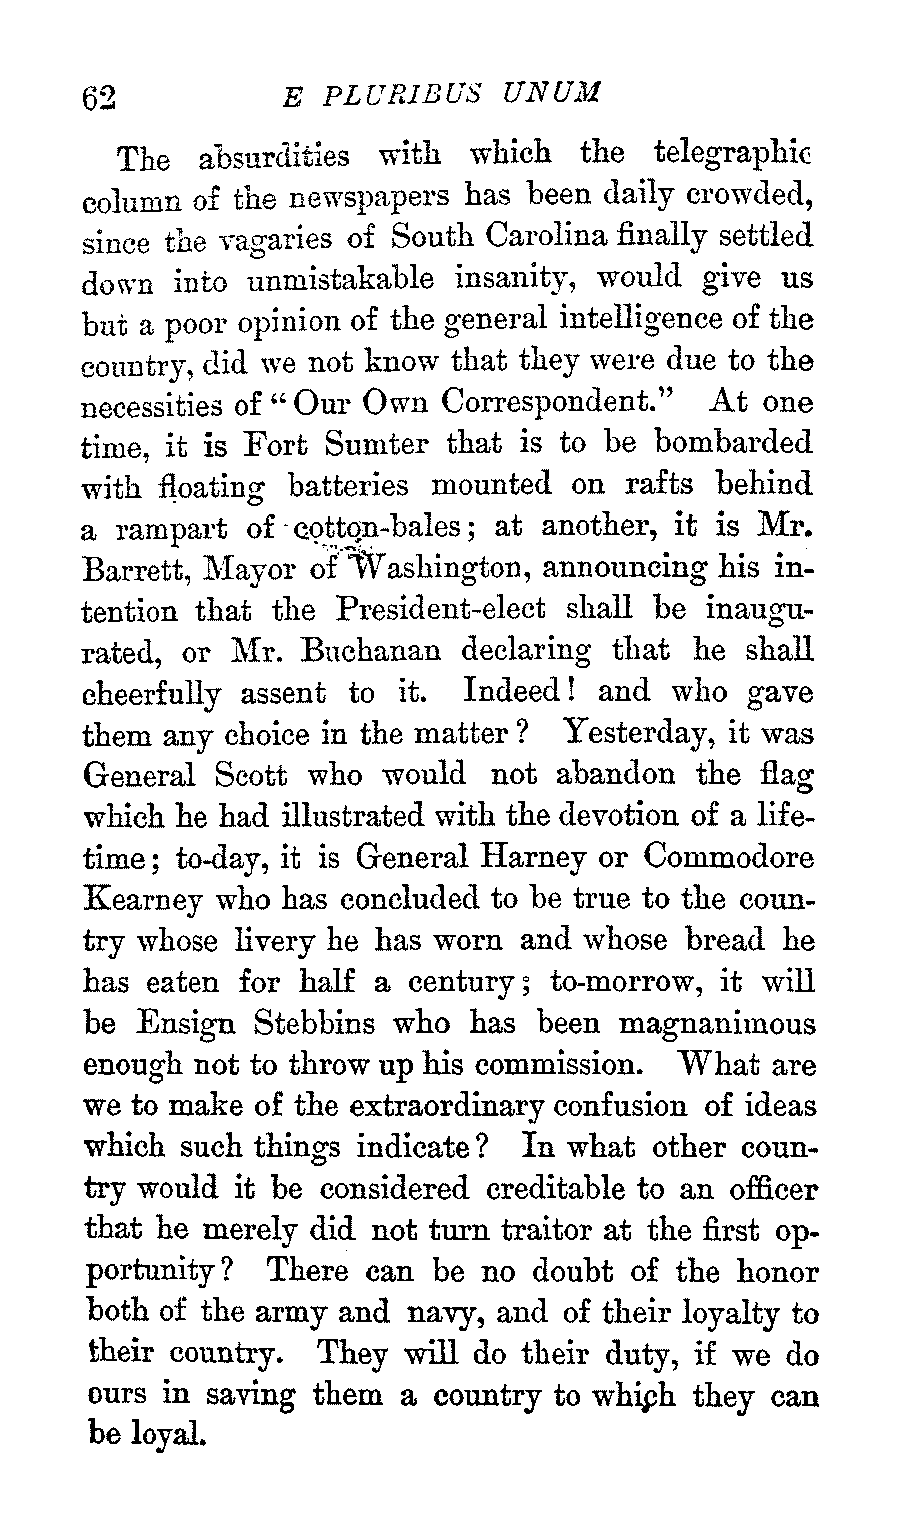 62 E PLURIBUS UNUM
The absurdities with which the telegraphic
column of the newspapers has been daily crowded,
since the vagaries of South Carolina finally settled
down into unmistakable insanity, would give us
but a poor opinion of the general intelligence of the
country, did we not know that they were due to the
necessities of " Our Own Correspondent." At one
time, it is Fort Sumter that is to be bombarded
with floating batteries mounted on rafts behind
a rampart of cotton-bales; at another, it is Mr.
Barrett, Mayor of Washington, announcing his in-
tention that the President-elect shall be inaugu-
rated, or Mr. Buchanan declaring that he shall
cheerfully assent to it. Indeed! and who gave
them any choice in the matter? Yesterday, it was
General Scott who would not abandon the flag
which he had illustrated with the devotion of a life-
time; to-day, it is General Harney or Commodore
Kearney who has concluded to be true to the coun-
try whose livery he has worn and whose bread he
has eaten for half a century; to-morrow, it will
be Ensign Stebbins who has been magnanimous
enough not to throw up his commission. What are
we to make of the extraordinary confusion of ideas
which such things indicate? In what other coun-
try would it be considered creditable to an officer
that he merely did not turn traitor at the first op-
portunity? There can be no doubt of the honor
both of the army and navy, and of their loyalty to
their country. They will do their duty, if we do
ours in saving them a country to which they can
be loyal.